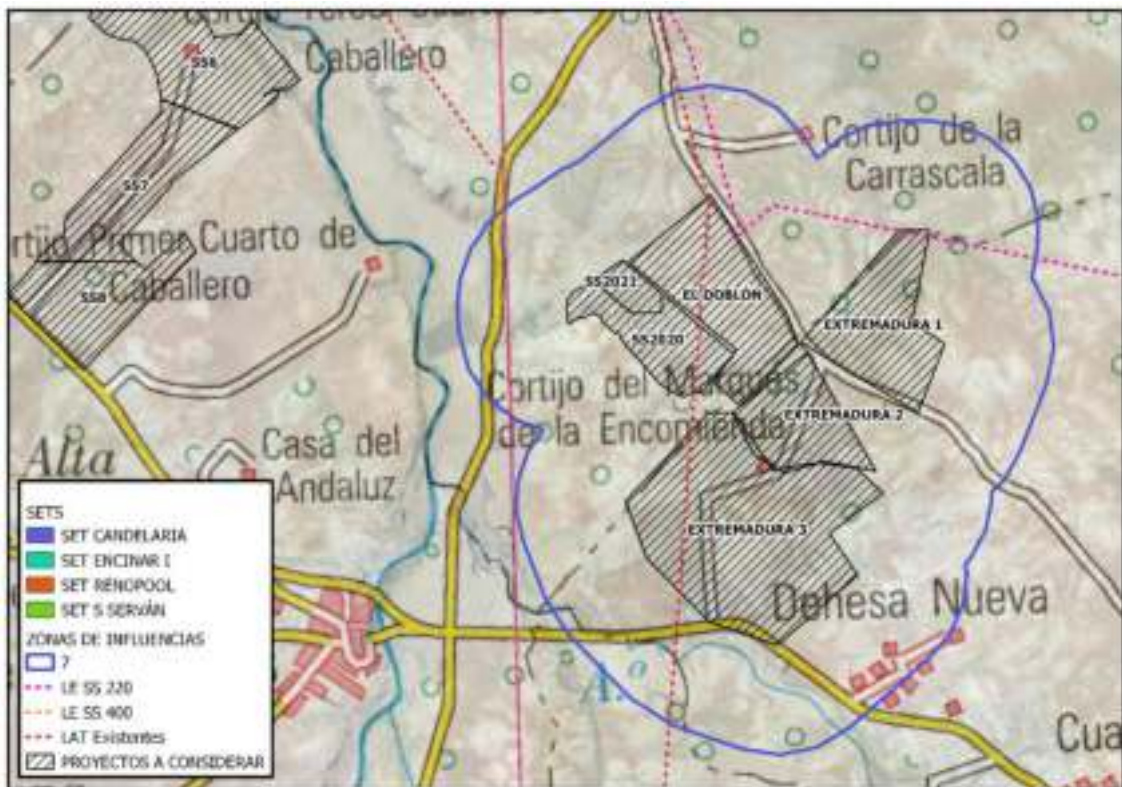 Caballero
SS6
Cortijo de la
Carrascala
SS7
rtijo Primer Cuarto de
Caballero
SS8
SS2021
EL DOBLON
SS2020
EXTREMADURA 1
Cortijo del Marques
de la Encomienda
EXTREMADURA 2
Casa del
Andaluz
Alta
EXTREMADURA 3
Dehesa Nueva
A.º
Cua
SETS
SET CANDELARIA
SET ENCINAR I
SET RENOPOOL
SET S SERVÁN
ZONAS DE INFLUENCIAS
7
LE SS 220
LE SS 400
LAT Existentes
PROYECTOS A CONSIDERAR